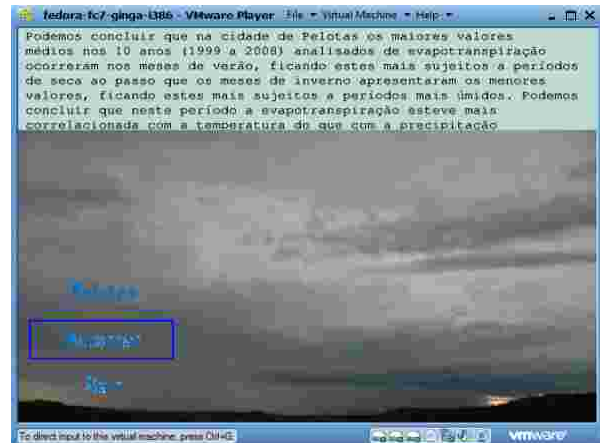 fedora-fc7-ginga-i386 - VMware Player File Virtual Machine Help
Podemos concluir que na cidade de Pelotas os maiores valores
médios nos 10 anos (1999 a 2008) analisados de evapotranspiração
ocorreram nos meses de verão, ficando estes mais sujeitos a períodos
de seca ao passo que os meses de inverno apresentaram os menores
valores, ficando estes mais sujeitos a períodos mais úmidos. Podemos
concluir que neste período a evapotranspiração esteve mais
correlacionada com a temperatura do que com a precipitação
To direct input to this virtual machine, press Ctrl+G.
vmware